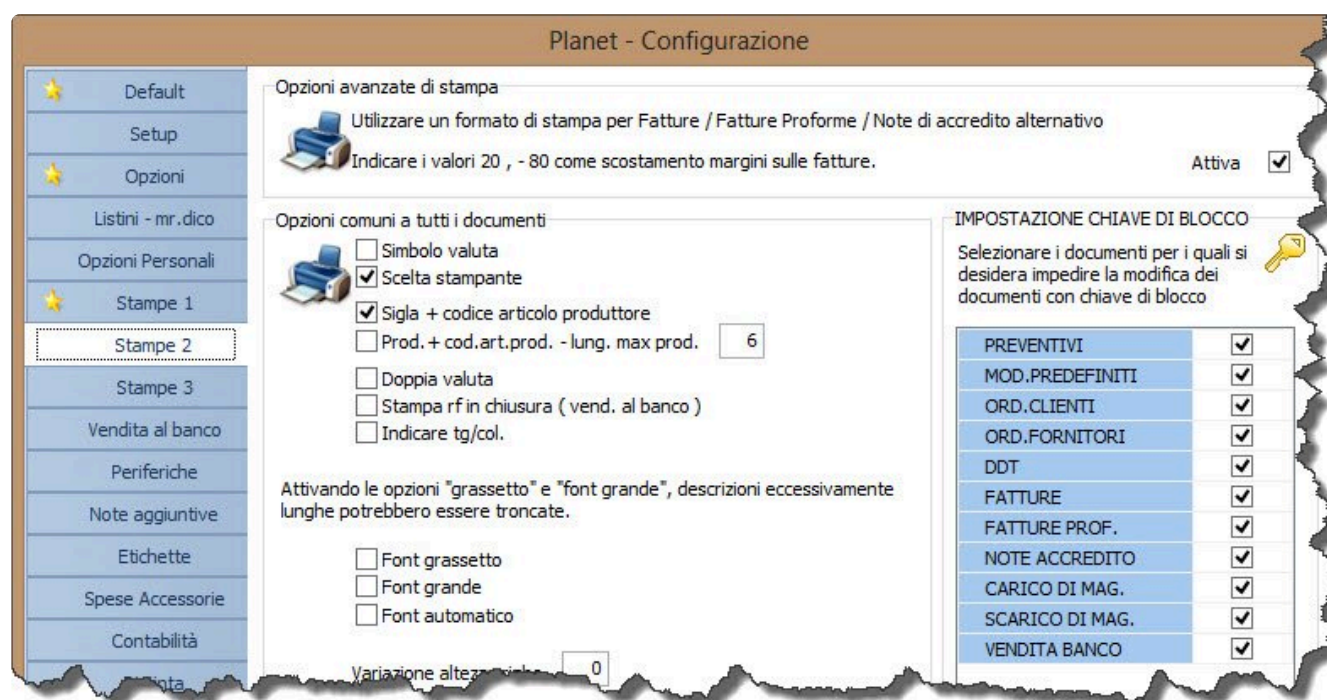 Planet - Configurazione
Default
Setup
Opzioni
Listini - mr.dico
Opzioni Personali
Stampe 1
Stampe 2
Stampe 3
Vendita al banco
Periferiche
Note aggiuntive
Etichette
Spese Accessorie
Contabilità
Opzioni avanzate di stampa
Utilizzare un formato di stampa per Fatture / Fatture Proforme / Note di accredito alternativo
Indicare i valori 20 , - 80 come scostamento margini sulle fatture.
Attiva
Opzioni comuni a tutti i documenti
Simbolo valuta
Scelta stampante
Sigla + codice articolo produttore
Prod.+ cod.art.prod. - lung. max prod. 6
Doppia valuta
Stampa rf in chiusura ( vend. al banco )
Indicare tg/col.
Attivando le opzioni "grassetto" e "font grande", descrizioni eccessivamente
lunghe potrebbero essere troncate.
Font grassetto
Font grande
Font automatico
Variazione 0
IMPOSTAZIONE CHIAVE DI BLOCCO
Selezionare i documenti per i quali si
desidera impedire la modifica dei
documenti con chiave di blocco
PREVENTIVI
MOD.PREDEFINITI
ORD.CLIENTI
ORD.FORNITORI
DDT
FATTURE
FATTURE PROF.
NOTE ACCREDITO
CARICO DI MAG.
SCARICO DI MAG.
VENDITA BANCO